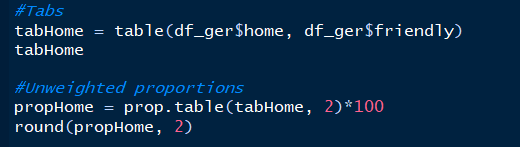 #Tabs
tabHome = table(df_ger$home, df_ger$friendly)
tabHome
#Unweighted proportions
propHome = prop.table(tabHome, 2)*100
round(propHome, 2)